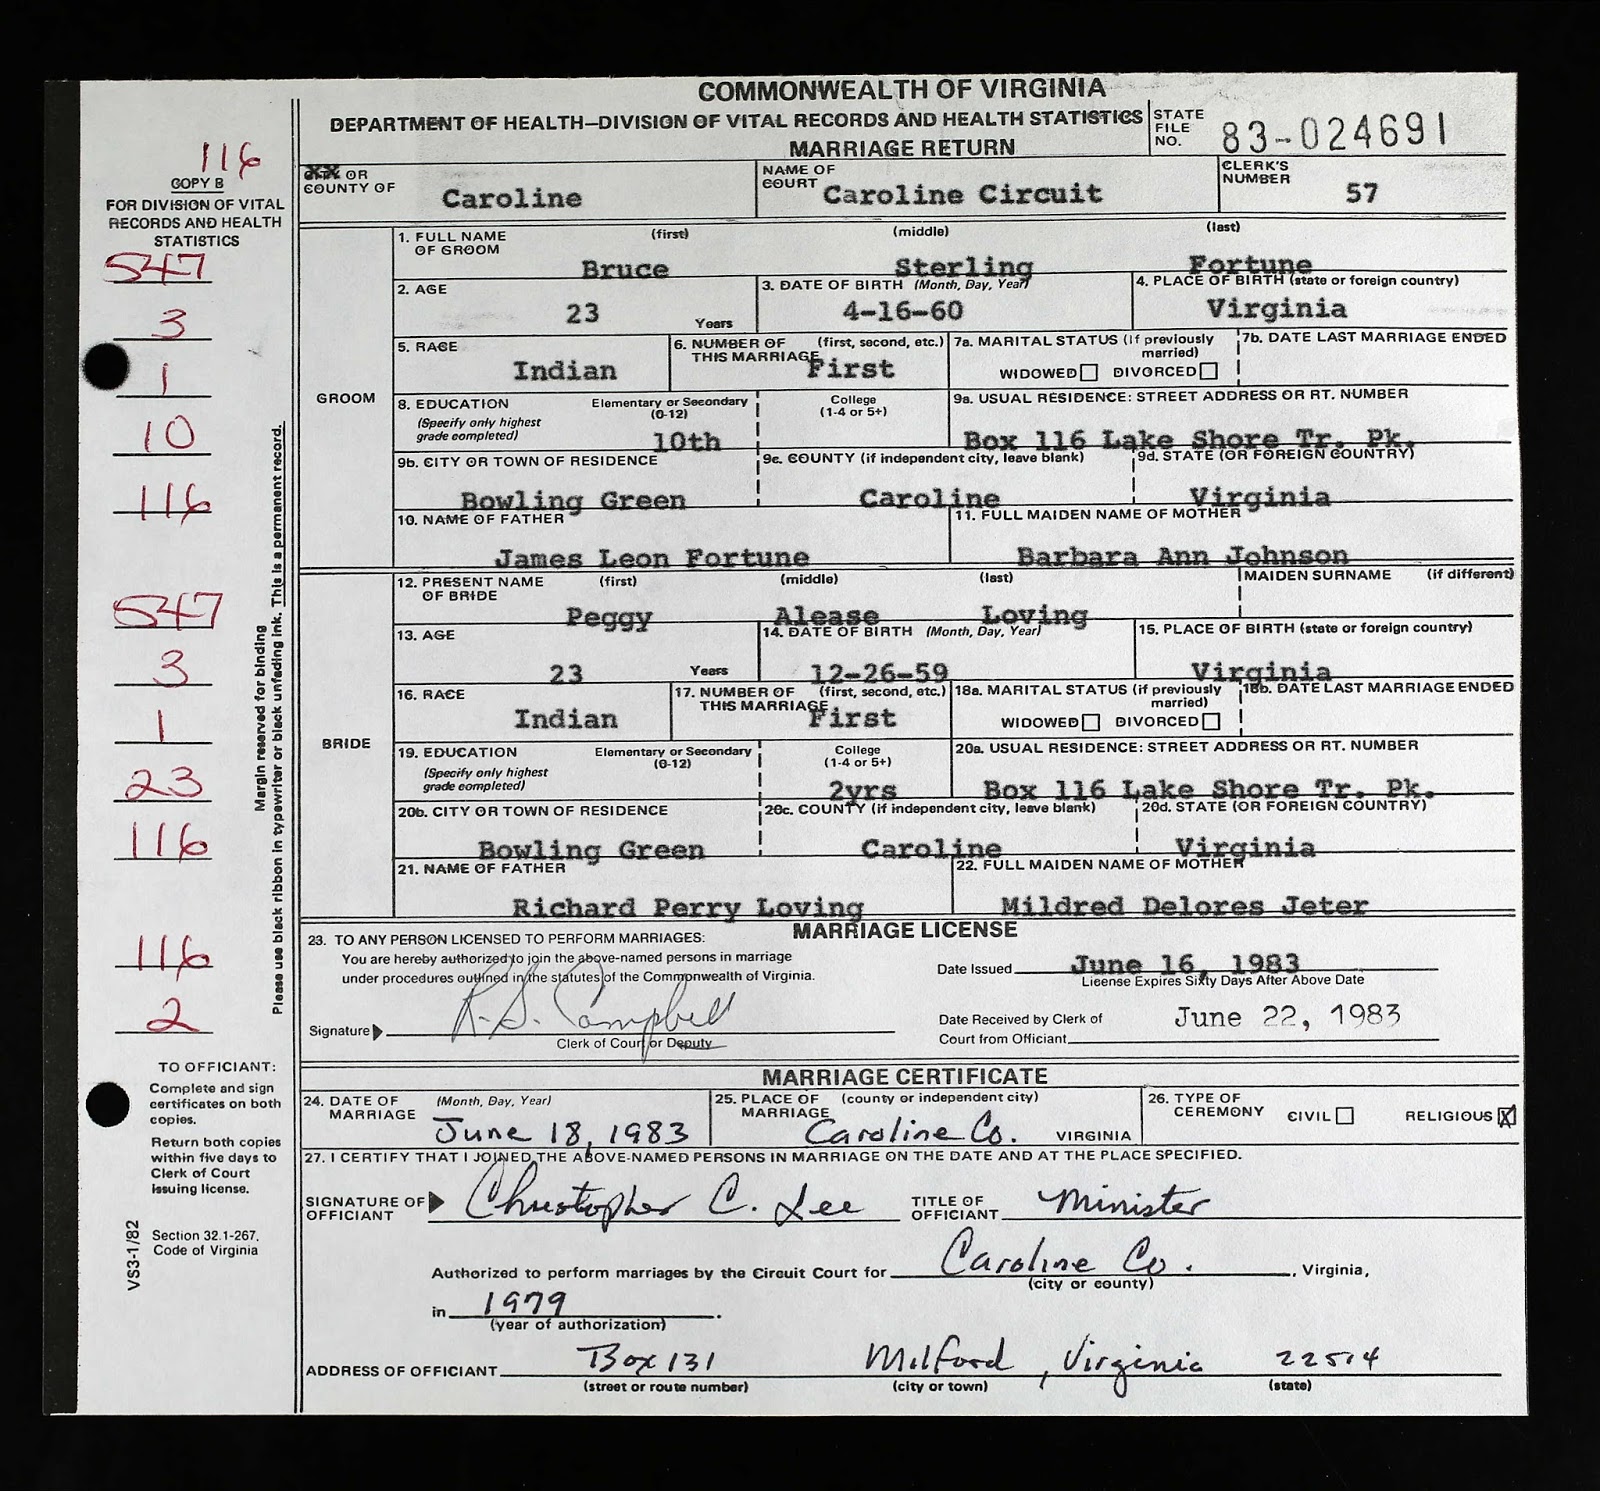 COMMONWEALTH OF VIRGINIA
DEPARTMENT OF HEALTH—DIVISION OF VITAL RECORDS AND HEALTH STATISTICS
MARRIAGE RETURN
STATE FILE NO. 83-024691
116
COPY B
FOR DIVISION OF VITAL
RECORDS AND HEALTH
STATISTICS
547
3
1
10
116
547
3
1
23
116
116
2
Margin reserved for binding
Please use black ribbon in typewriter or black unfading ink. This is a permanent record.
TO OFFICIANT:
Complete and sign
certificates on both
copies.
Return both copies
within five days to
Clerk of Court
issuing license.
Section 32.1-267,
Code of Virginia
VS3-1/82
OR COUNTY OF Caroline
NAME OF COURT Caroline Circuit
CLERK'S NUMBER 57
GROOM
1. FULL NAME OF GROOM (first) (middle) (last)
Bruce Sterling Fortune
2. AGE 23 Years
3. DATE OF BIRTH (Month, Day, Year) 4-16-60
4. PLACE OF BIRTH (state or foreign country) Virginia
5. RACE Indian
6. NUMBER OF THIS MARRIAGE (first, second, etc.) First
7a. MARITAL STATUS (if previously married) WIDOWED DIVORCED
7b. DATE LAST MARRIAGE ENDED
8. EDUCATION (Specify only highest grade completed) Elementary or Secondary (0-12) 10th College (1-4 or 5+)
9a. USUAL RESIDENCE: STREET ADDRESS OR RT. NUMBER Box 116 Lake Shore Tr. Pk.
9b. CITY OR TOWN OF RESIDENCE Bowling Green
9c. COUNTY (if independent city, leave blank) Caroline
9d. STATE (OR FOREIGN COUNTRY) Virginia
10. NAME OF FATHER James Leon Fortune
11. FULL MAIDEN NAME OF MOTHER Barbara Ann Johnson
BRIDE
12. PRESENT NAME OF BRIDE (first) (middle) (last) MAIDEN SURNAME (if different)
Peggy Alease Loving
13. AGE 23 Years
14. DATE OF BIRTH (Month, Day, Year) 12-26-59
15. PLACE OF BIRTH (state or foreign country) Virginia
16. RACE Indian
17. NUMBER OF THIS MARRIAGE (first, second, etc.) First
18a. MARITAL STATUS (if previously married) WIDOWED DIVORCED
18b. DATE LAST MARRIAGE ENDED
19. EDUCATION (Specify only highest grade completed) Elementary or Secondary (0-12) College (1-4 or 5+) 2yrs
20a. USUAL RESIDENCE: STREET ADDRESS OR RT. NUMBER Box 116 Lake Shore Tr. Pk.
20b. CITY OR TOWN OF RESIDENCE Bowling Green
20c. COUNTY (if independent city, leave blank) Caroline
20d. STATE (OR FOREIGN COUNTRY) Virginia
21. NAME OF FATHER Richard Perry Loving
22. FULL MAIDEN NAME OF MOTHER Mildred Delores Jeter
MARRIAGE LICENSE
23. TO ANY PERSON LICENSED TO PERFORM MARRIAGES:
You are hereby authorized to join the above-named persons in marriage
under procedures outlined in the statutes of the Commonwealth of Virginia.
Date Issued June 16, 1983
License Expires Sixty Days After Above Date
Signature R. S. Campbell
Clerk of Court or Deputy
Date Received by Clerk of Court from Officiant June 22, 1983
MARRIAGE CERTIFICATE
24. DATE OF MARRIAGE (Month, Day, Year) June 18, 1983
25. PLACE OF MARRIAGE (county or independent city) Caroline Co. VIRGINIA
26. TYPE OF CEREMONY CIVIL RELIGIOUS X
27. I CERTIFY THAT I JOINED THE ABOVE-NAMED PERSONS IN MARRIAGE ON THE DATE AND AT THE PLACE SPECIFIED.
SIGNATURE OF OFFICIANT Christopher C. Lee
TITLE OF OFFICIANT Minister
Authorized to perform marriages by the Circuit Court for Caroline Co. , Virginia,
(city or county)
in 1979 .
(year of authorization)
ADDRESS OF OFFICIANT Box 131 Milford, Virginia 22514
(street or route number) (city or town) (state)